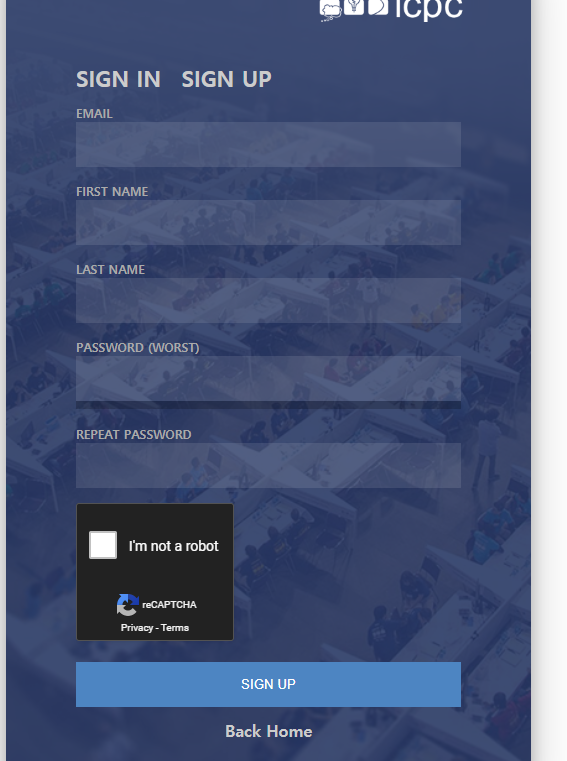 icpc
SIGN IN SIGN UP
EMAIL
FIRST NAME
LAST NAME
PASSWORD (WORST)
REPEAT PASSWORD
I'm not a robot
reCAPTCHA
Privacy - Terms
SIGN UP
Back Home